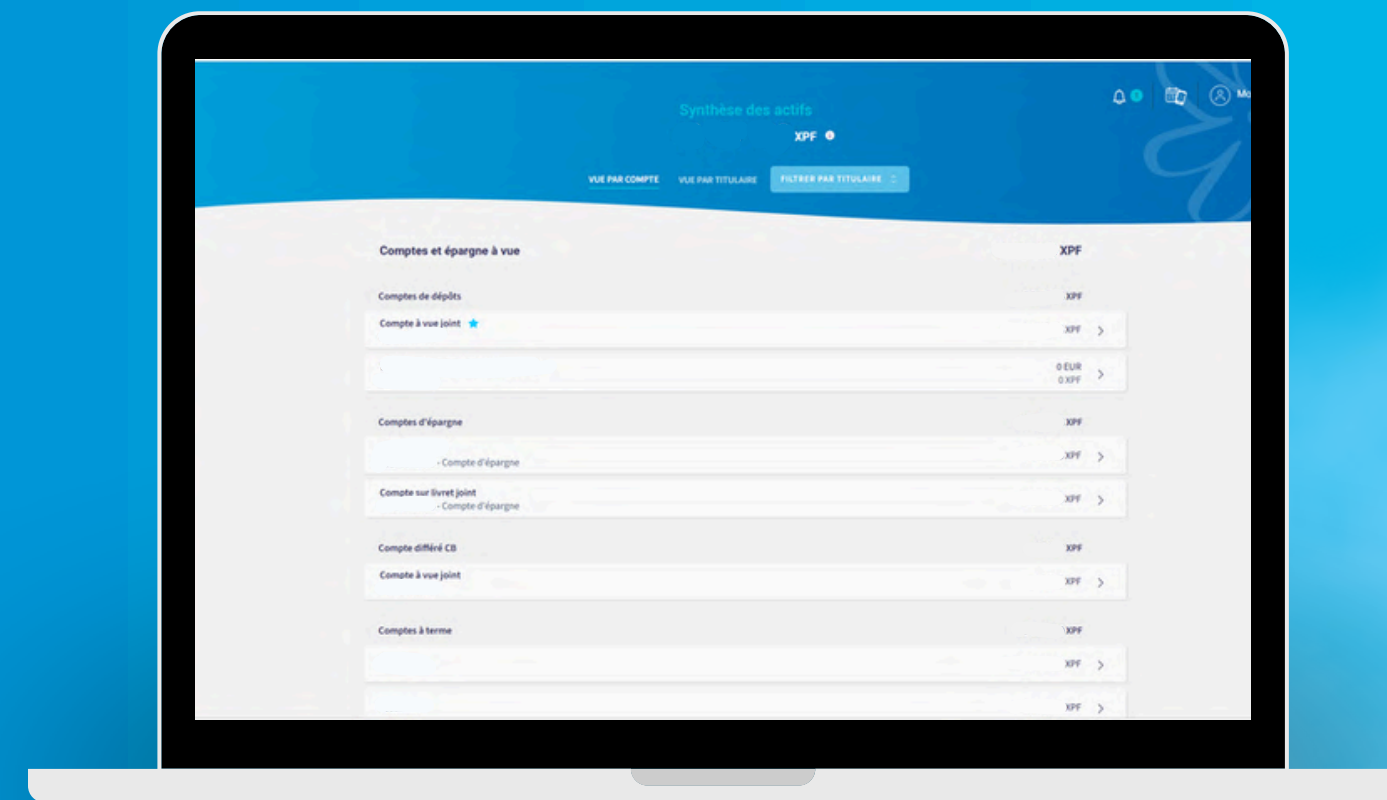 Synthèse des actifs
Mo
XPF
VUE PAR COMPTE VUE PAR TITULAIRE FILTRER PAR TITULAIRE
Comptes et épargne à vue XPF
Comptes de dépôts XPF
Compte à vue joint XPF
0 EUR
0 XPF
Comptes d'épargne XPF
XPF
- Compte d'épargne
Compte sur livret joint XPF
- Compte d'épargne
Compte différé CB XPF
Compte à vue joint XPF
Comptes à terme XPF
XPF
XPF